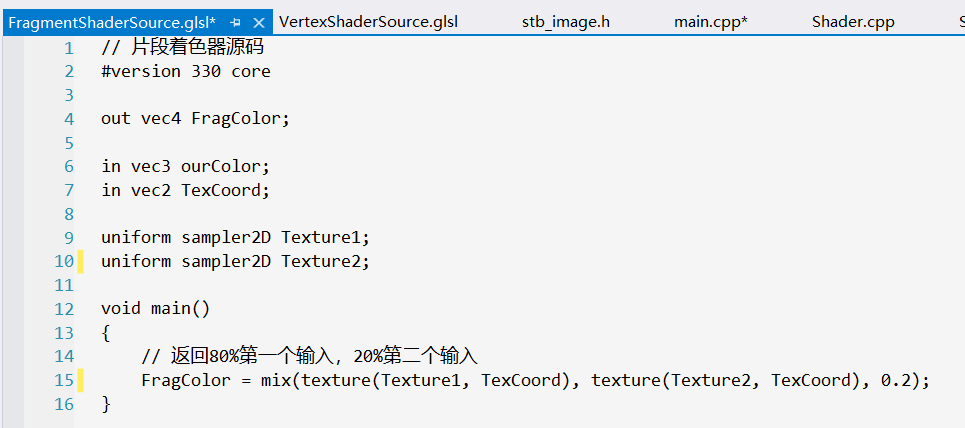 FragmentShaderSource.glsl* VertexShaderSource.glsl stb_image.h main.cpp* Shader.cpp S
1 // 片段着色器源码
2 #version 330 core
3
4 out vec4 FragColor;
5
6 in vec3 ourColor;
7 in vec2 TexCoord;
8
9 uniform sampler2D Texture1;
10 uniform sampler2D Texture2;
11
12 void main()
13 {
14 // 返回80%第一个输入，20%第二个输入
15 FragColor = mix(texture(Texture1, TexCoord), texture(Texture2, TexCoord), 0.2);
16 }